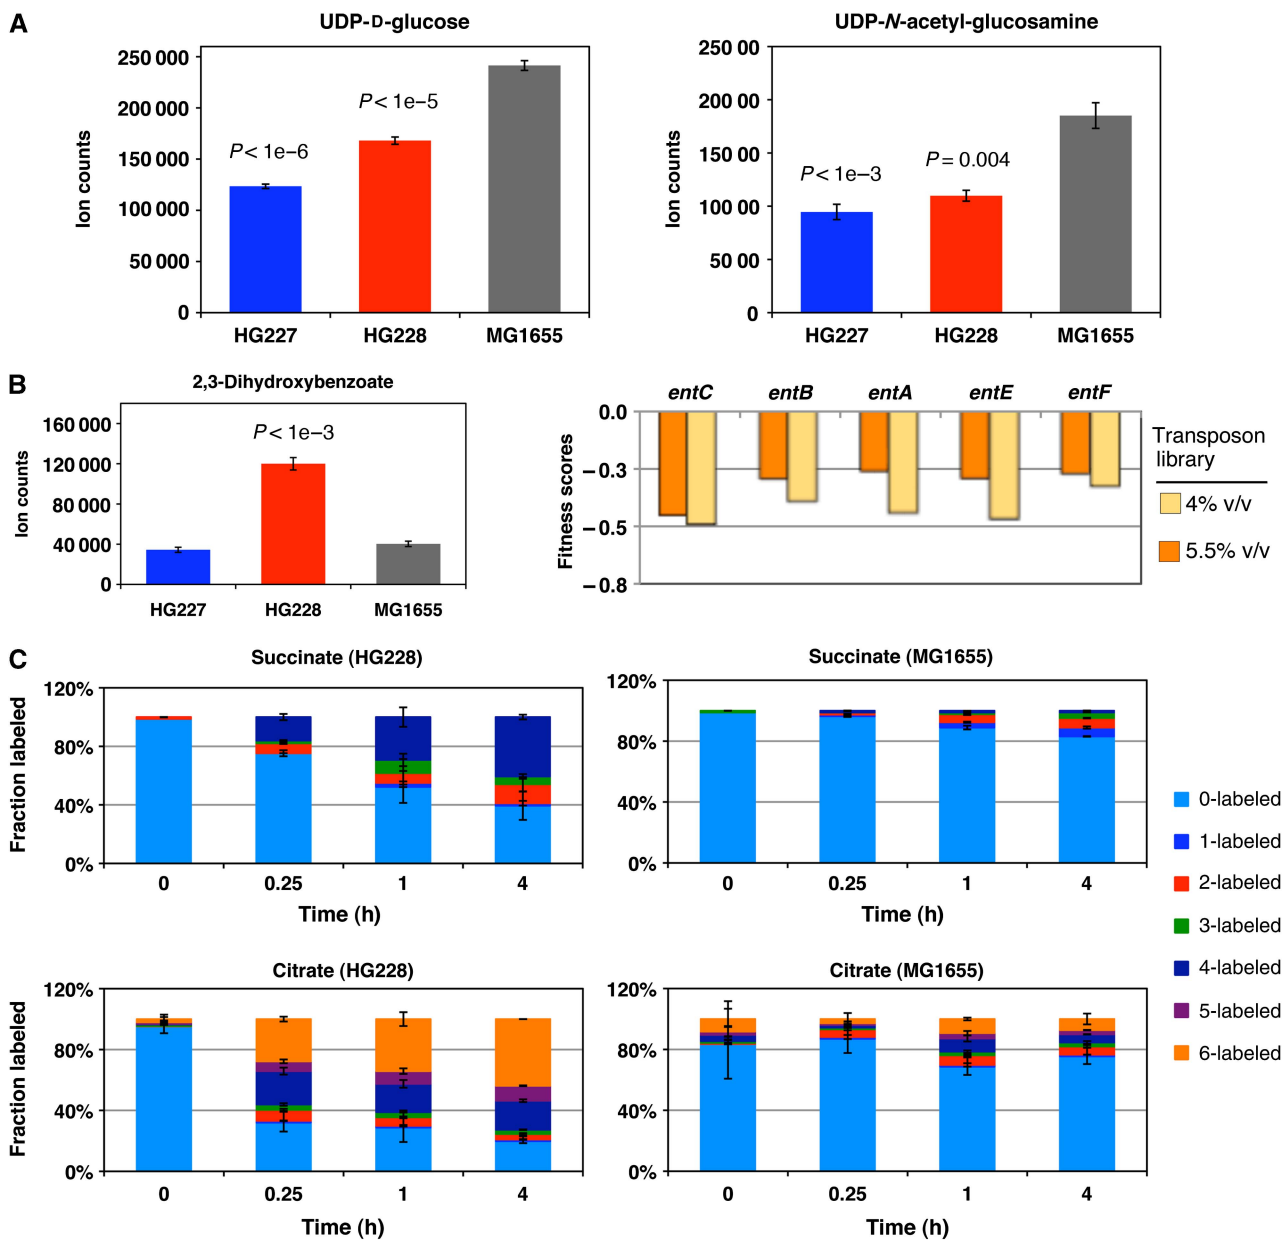 A
UDP-D-glucose
UDP-N-acetyl-glucosamine
Ion counts
250 000
200 000
150 000
100 000
50 000
0
P < 1e–6
P < 1e–5
HG227
HG228
MG1655
Ion counts
250 00
200 00
150 00
100 00
50 00
0
P < 1e–3
P = 0.004
HG227
HG228
MG1655
B
2,3-Dihydroxybenzoate
Ion counts
160 000
120 000
80 000
40 000
0
P < 1e–3
HG227
HG228
MG1655
entC entB entA entE entF
Fitness scores
0.0
–0.3
–0.5
–0.8
Transposon
library
4% v/v
5.5% v/v
C
Succinate (HG228)
Fraction labeled
120%
80%
40%
0%
0 0.25 1 4
Time (h)
Succinate (MG1655)
120%
80%
40%
0%
0 0.25 1 4
Time (h)
0-labeled
1-labeled
2-labeled
3-labeled
4-labeled
5-labeled
6-labeled
Citrate (HG228)
Fraction labeled
120%
80%
40%
0%
0 0.25 1 4
Time (h)
Citrate (MG1655)
120%
80%
40%
0%
0 0.25 1 4
Time (h)